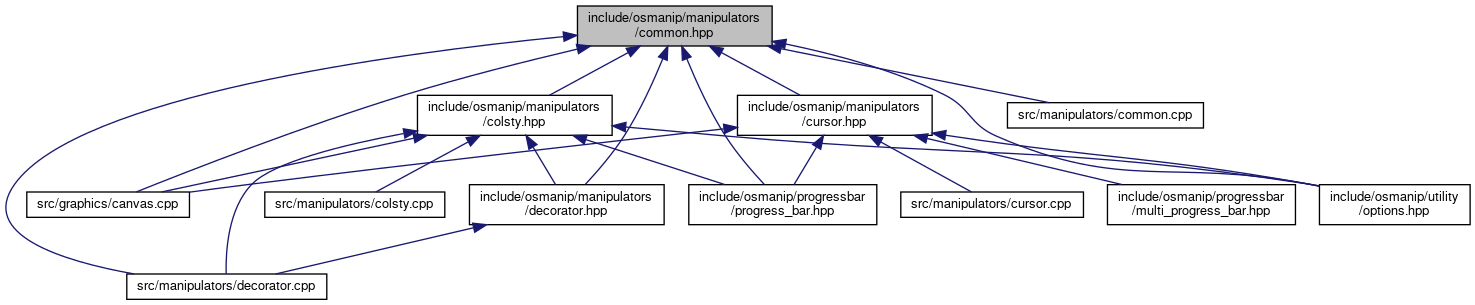 include/osmanip/manipulators
/common.hpp
include/osmanip/manipulators
/colsty.hpp
include/osmanip/manipulators
/cursor.hpp
src/manipulators/common.cpp
src/graphics/canvas.cpp
src/manipulators/colsty.cpp
include/osmanip/manipulators
/decorator.hpp
include/osmanip/progressbar
/progress_bar.hpp
src/manipulators/cursor.cpp
include/osmanip/progressbar
/multi_progress_bar.hpp
include/osmanip/utility
/options.hpp
src/manipulators/decorator.cpp